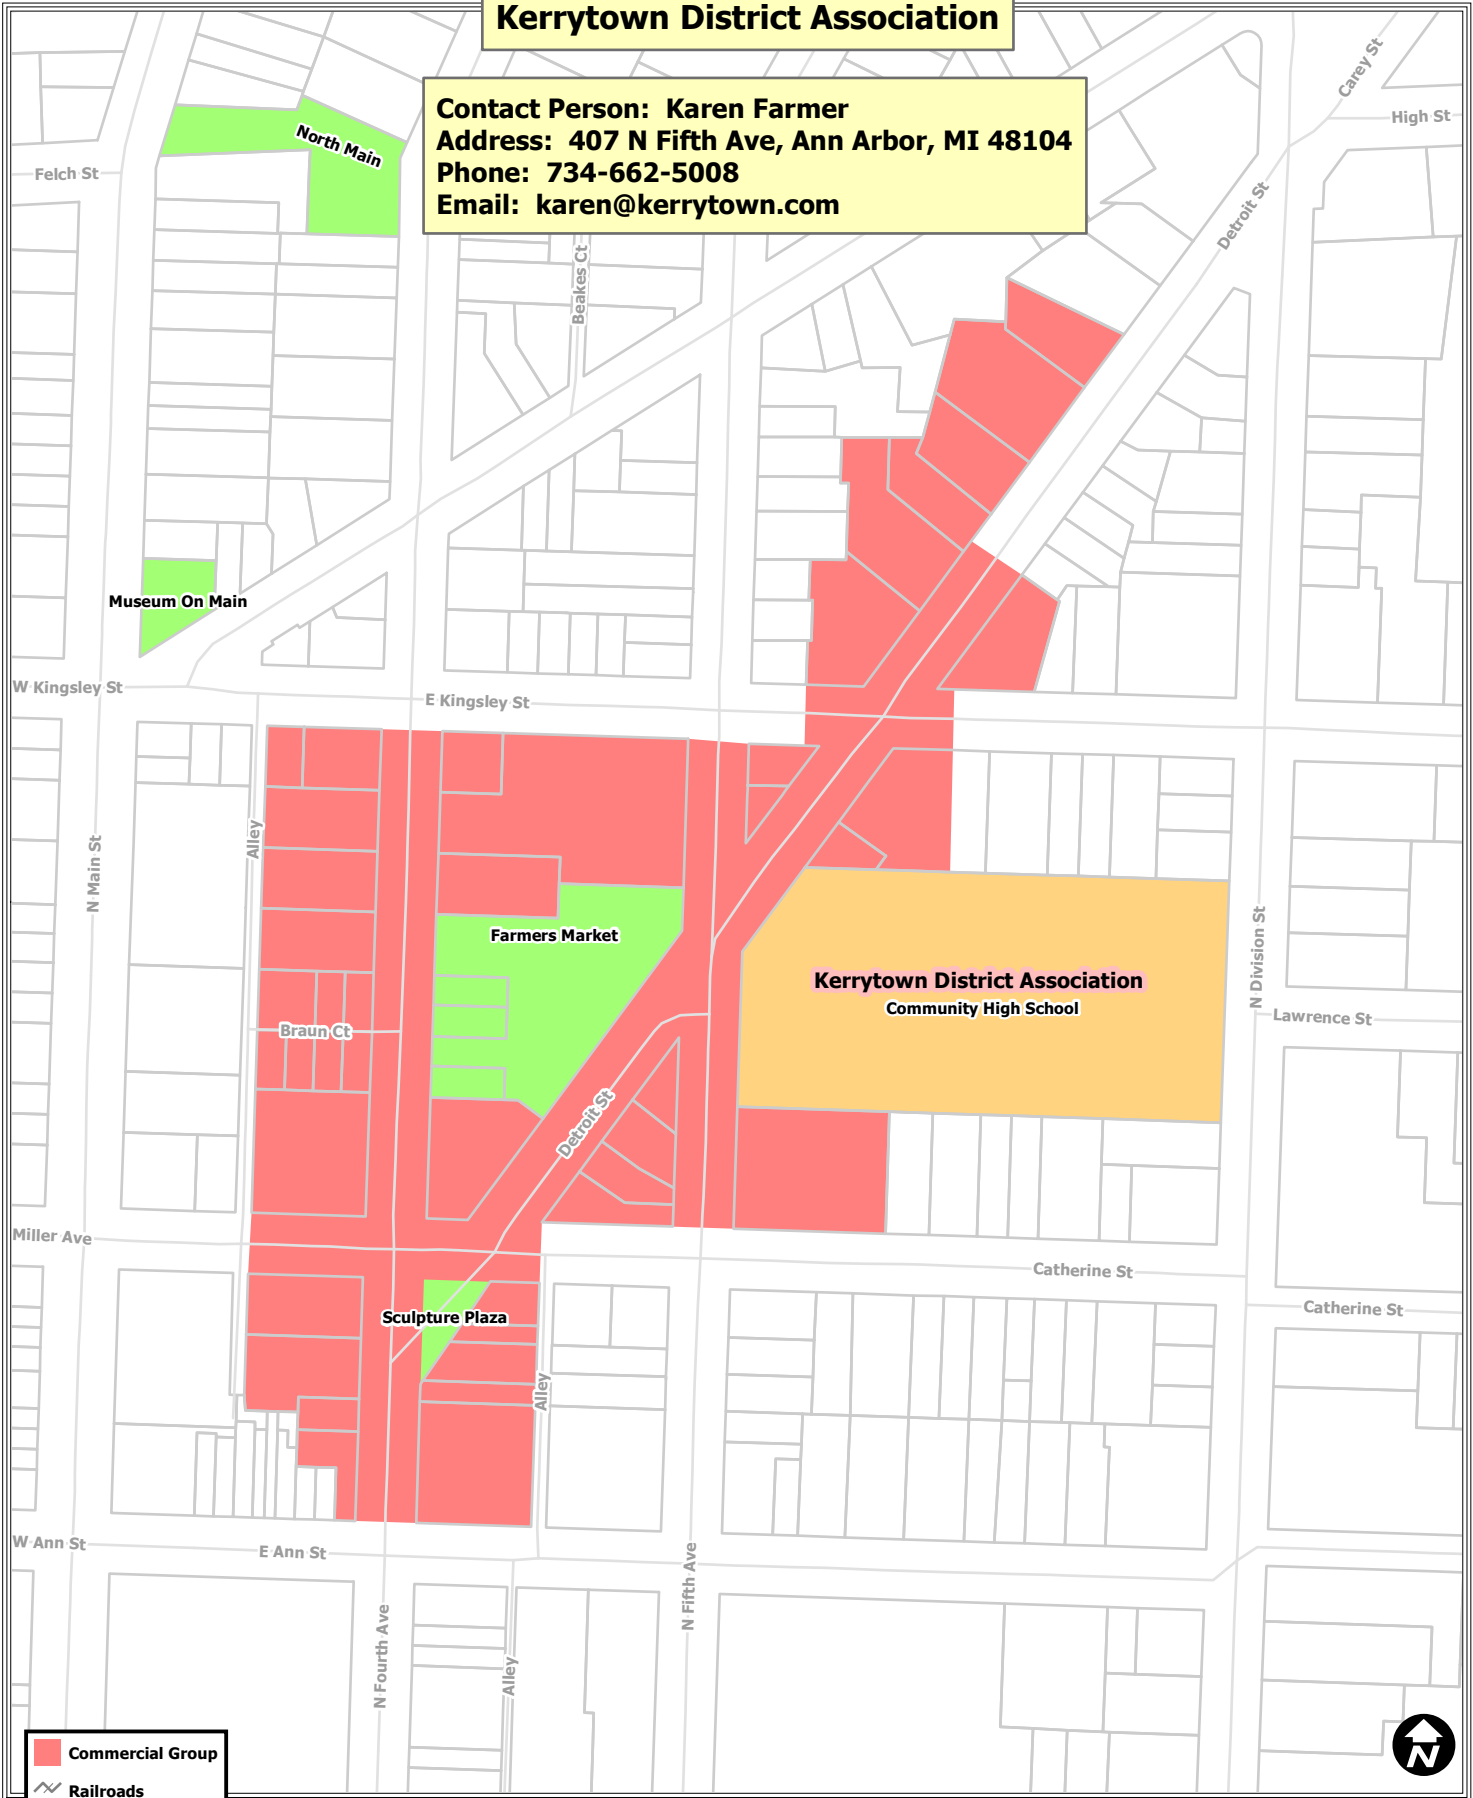 Kerrytown District Association
Contact Person: Karen Farmer
Address: 407 N Fifth Ave, Ann Arbor, MI 48104
Phone: 734-662-5008
Email: karen@kerrytown.com
Carey St
High St
North Main
Felch St
Detroit St
Beakes Ct
Museum On Main
W Kingsley St
E Kingsley St
Alley
N Main St
Farmers Market
Kerrytown District Association
Community High School
N Division St
Lawrence St
Braun Ct
Detroit St
Miller Ave
Catherine St
Catherine St
Sculpture Plaza
Alley
W Ann St
E Ann St
N Fifth Ave
N Fourth Ave
Alley
Commercial Group
Railroads
N